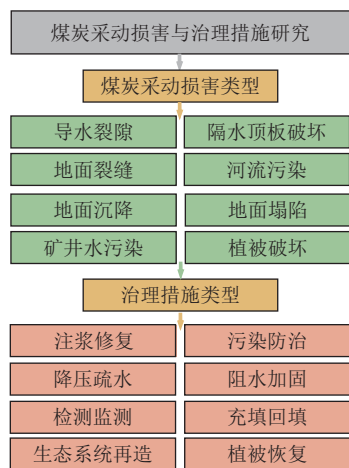 煤炭采动损害与治理措施研究
煤炭采动损害类型
导水裂隙
隔水顶板破坏
地面裂缝
河流污染
地面沉降
地面塌陷
矿井水污染
植被破坏
治理措施类型
注浆修复
污染防治
降压疏水
阻水加固
检测监测
充填回填
生态系统再造
植被恢复